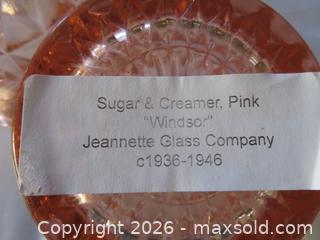 Sugar & Creamer, Pink
"Windsor"
Jeannette Glass Company
c1936-1946
Copyright 2026 - maxsold.com